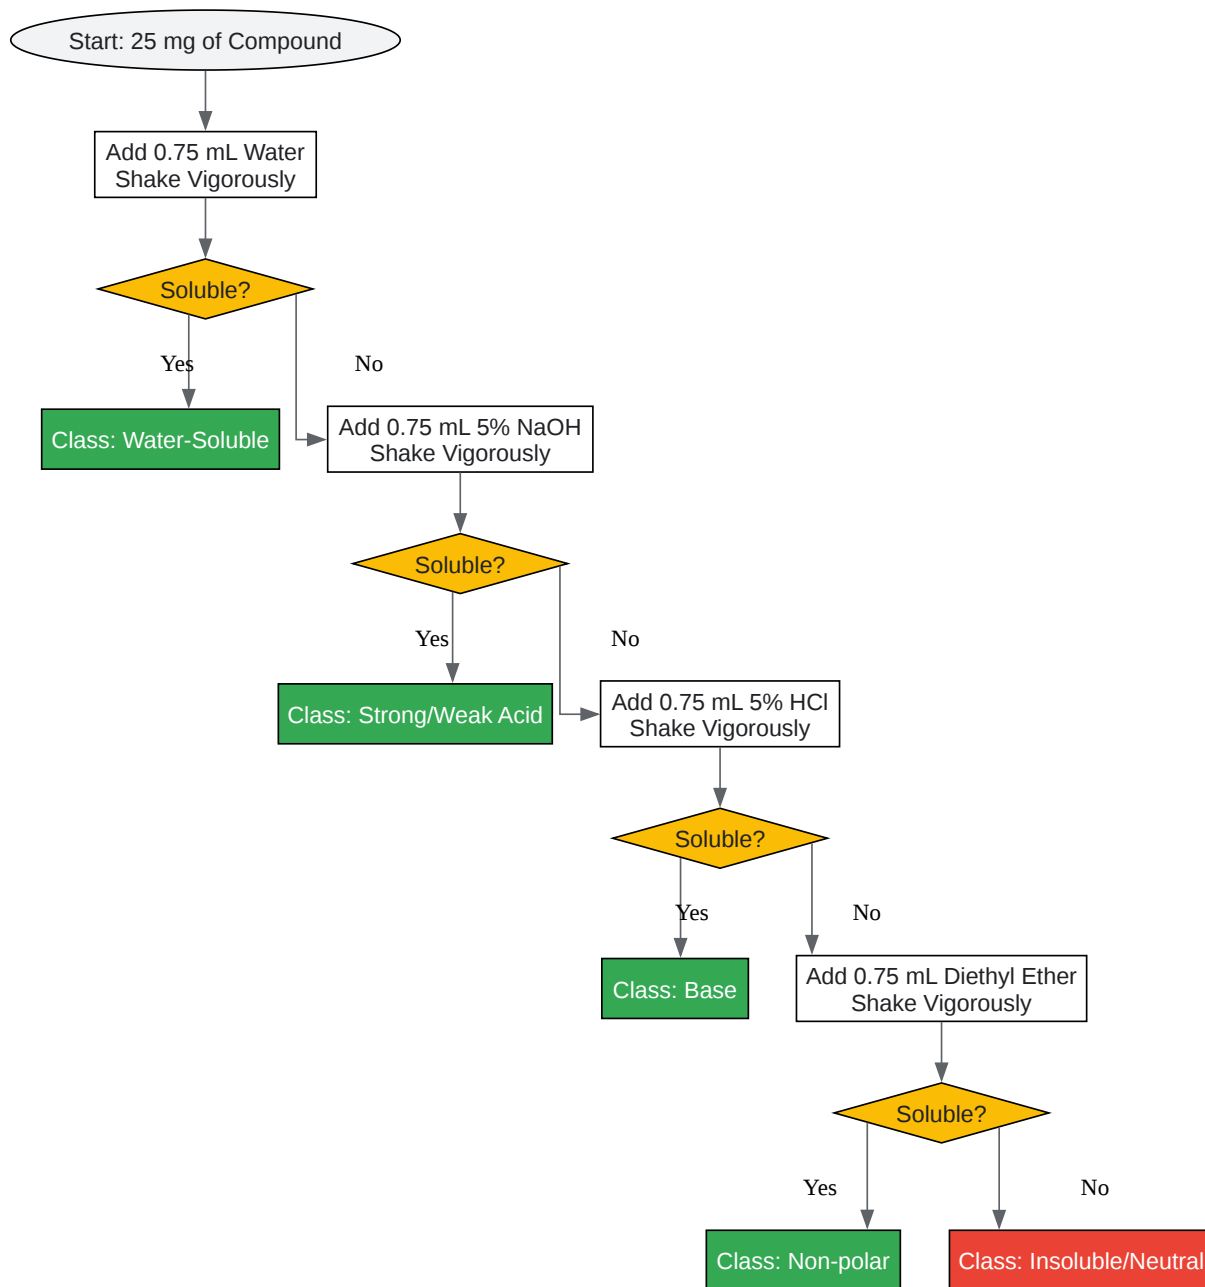 Start: 25 mg of Compound
Add 0.75 mL Water
Shake Vigorously
Soluble?
Yes
No
Class: Water-Soluble
Add 0.75 mL 5% NaOH
Shake Vigorously
Soluble?
Yes
No
Class: Strong/Weak Acid
Add 0.75 mL 5% HCl
Shake Vigorously
Soluble?
Yes
No
Class: Base
Add 0.75 mL Diethyl Ether
Shake Vigorously
Soluble?
Yes
No
Class: Non-polar
Class: Insoluble/Neutral